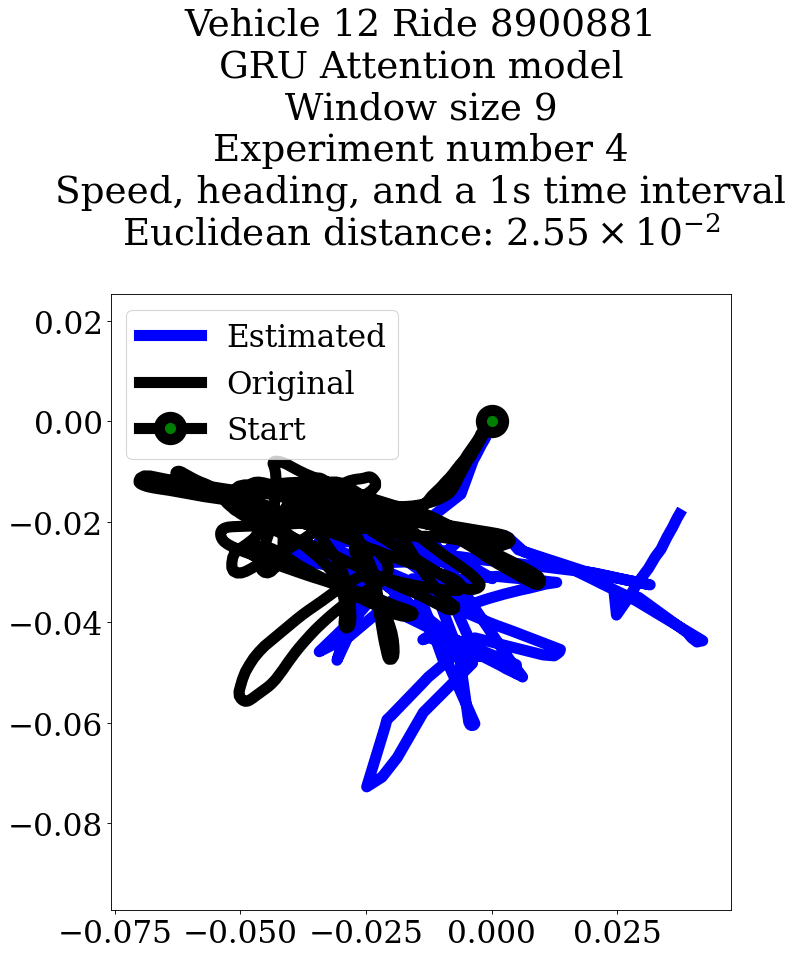 Vehicle 12 Ride 8900881
GRU Attention model
Window size 9
Experiment number 4
Speed, heading, and a 1s time interval
Euclidean distance: 2.55 × 10⁻²
Estimated
Original
Start
0.02
0.00
−0.02
−0.04
−0.06
−0.08
−0.075 −0.050 −0.025 0.000 0.025